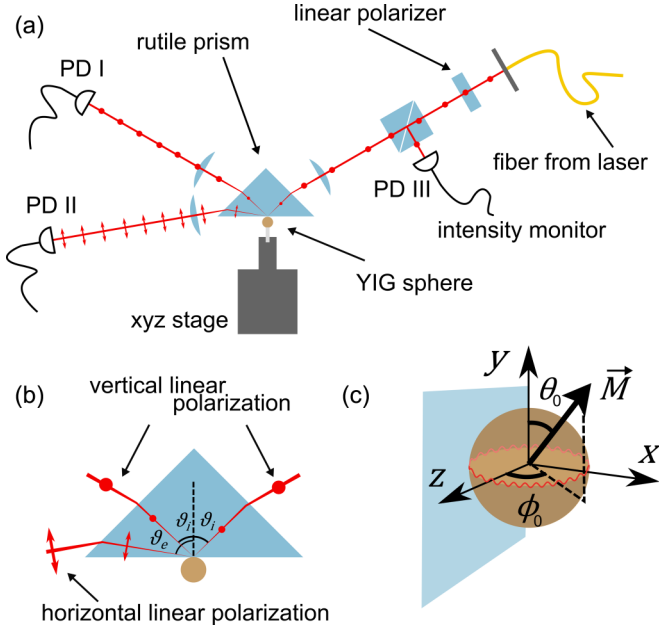 (a)
linear polarizer
rutile prism
PD I
fiber from laser
PD III
PD II
intensity monitor
YIG sphere
xyz stage
(b)
vertical linear
polarization
ϑi ϑi
ϑe
horizontal linear polarization
(c)
y
θ0
M⃗
x
z
ϕ0